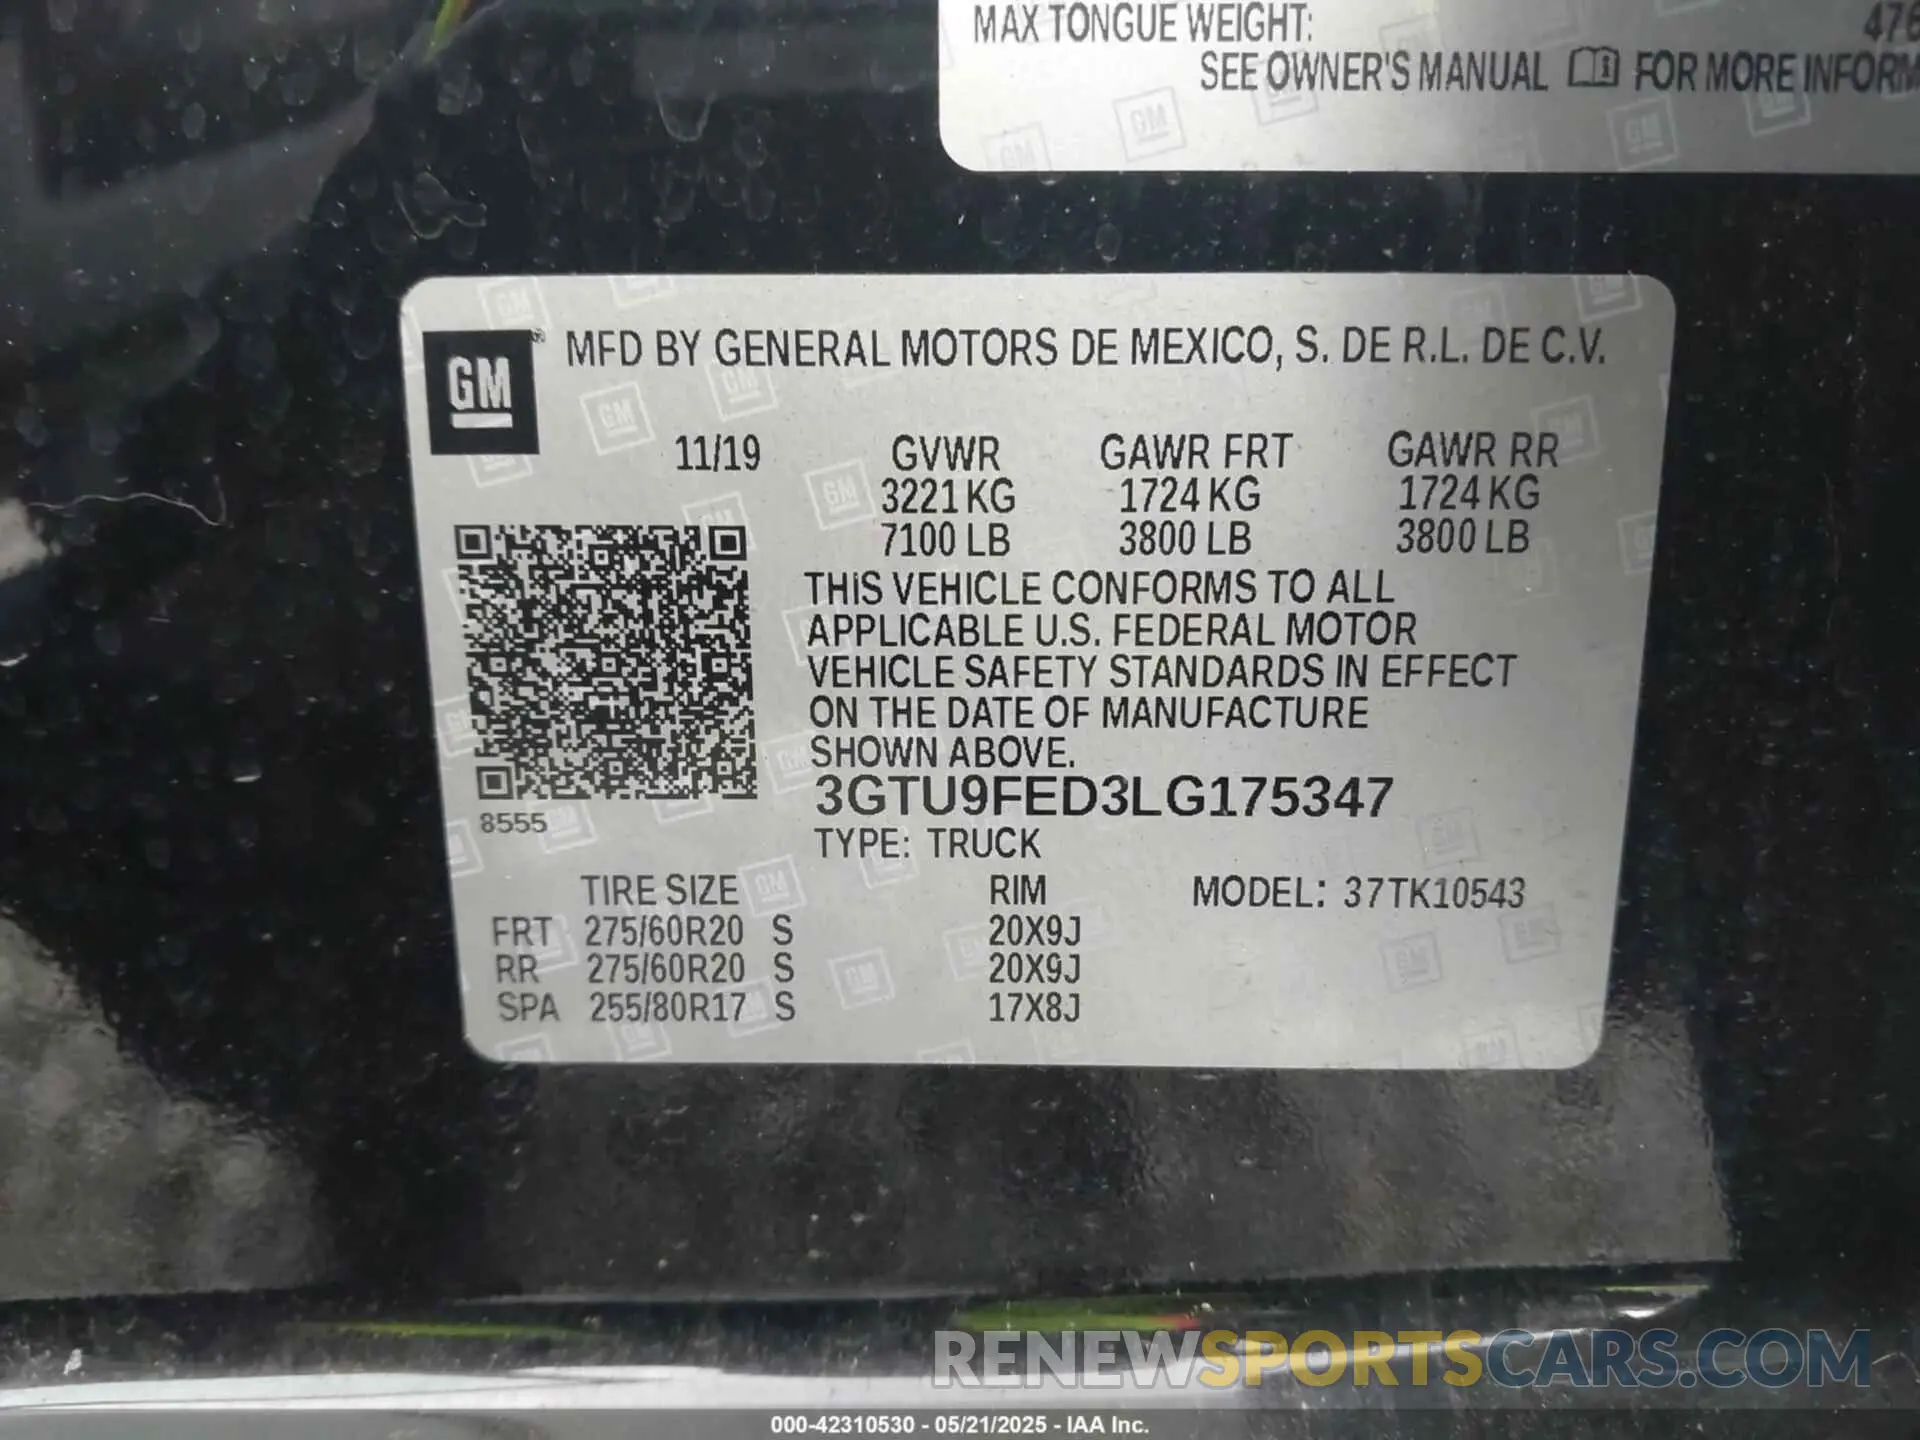 MAX TONGUE WEIGHT: 476
SEE OWNER'S MANUAL FOR MORE INFORM
GM ® MFD BY GENERAL MOTORS DE MEXICO, S. DE R.L. DE C.V.
11/19 GVWR GAWR FRT GAWR RR
3221 KG 1724 KG 1724 KG
7100 LB 3800 LB 3800 LB
THIS VEHICLE CONFORMS TO ALL
APPLICABLE U.S. FEDERAL MOTOR
VEHICLE SAFETY STANDARDS IN EFFECT
ON THE DATE OF MANUFACTURE
SHOWN ABOVE.
3GTU9FED3LG175347
8555
TYPE: TRUCK
TIRE SIZE RIM MODEL: 37TK10543
FRT 275/60R20 S 20X9J
RR 275/60R20 S 20X9J
SPA 255/80R17 S 17X8J
RENEWSPORTSCARS.COM
000-42310530 - 05/21/2025 - IAA Inc.